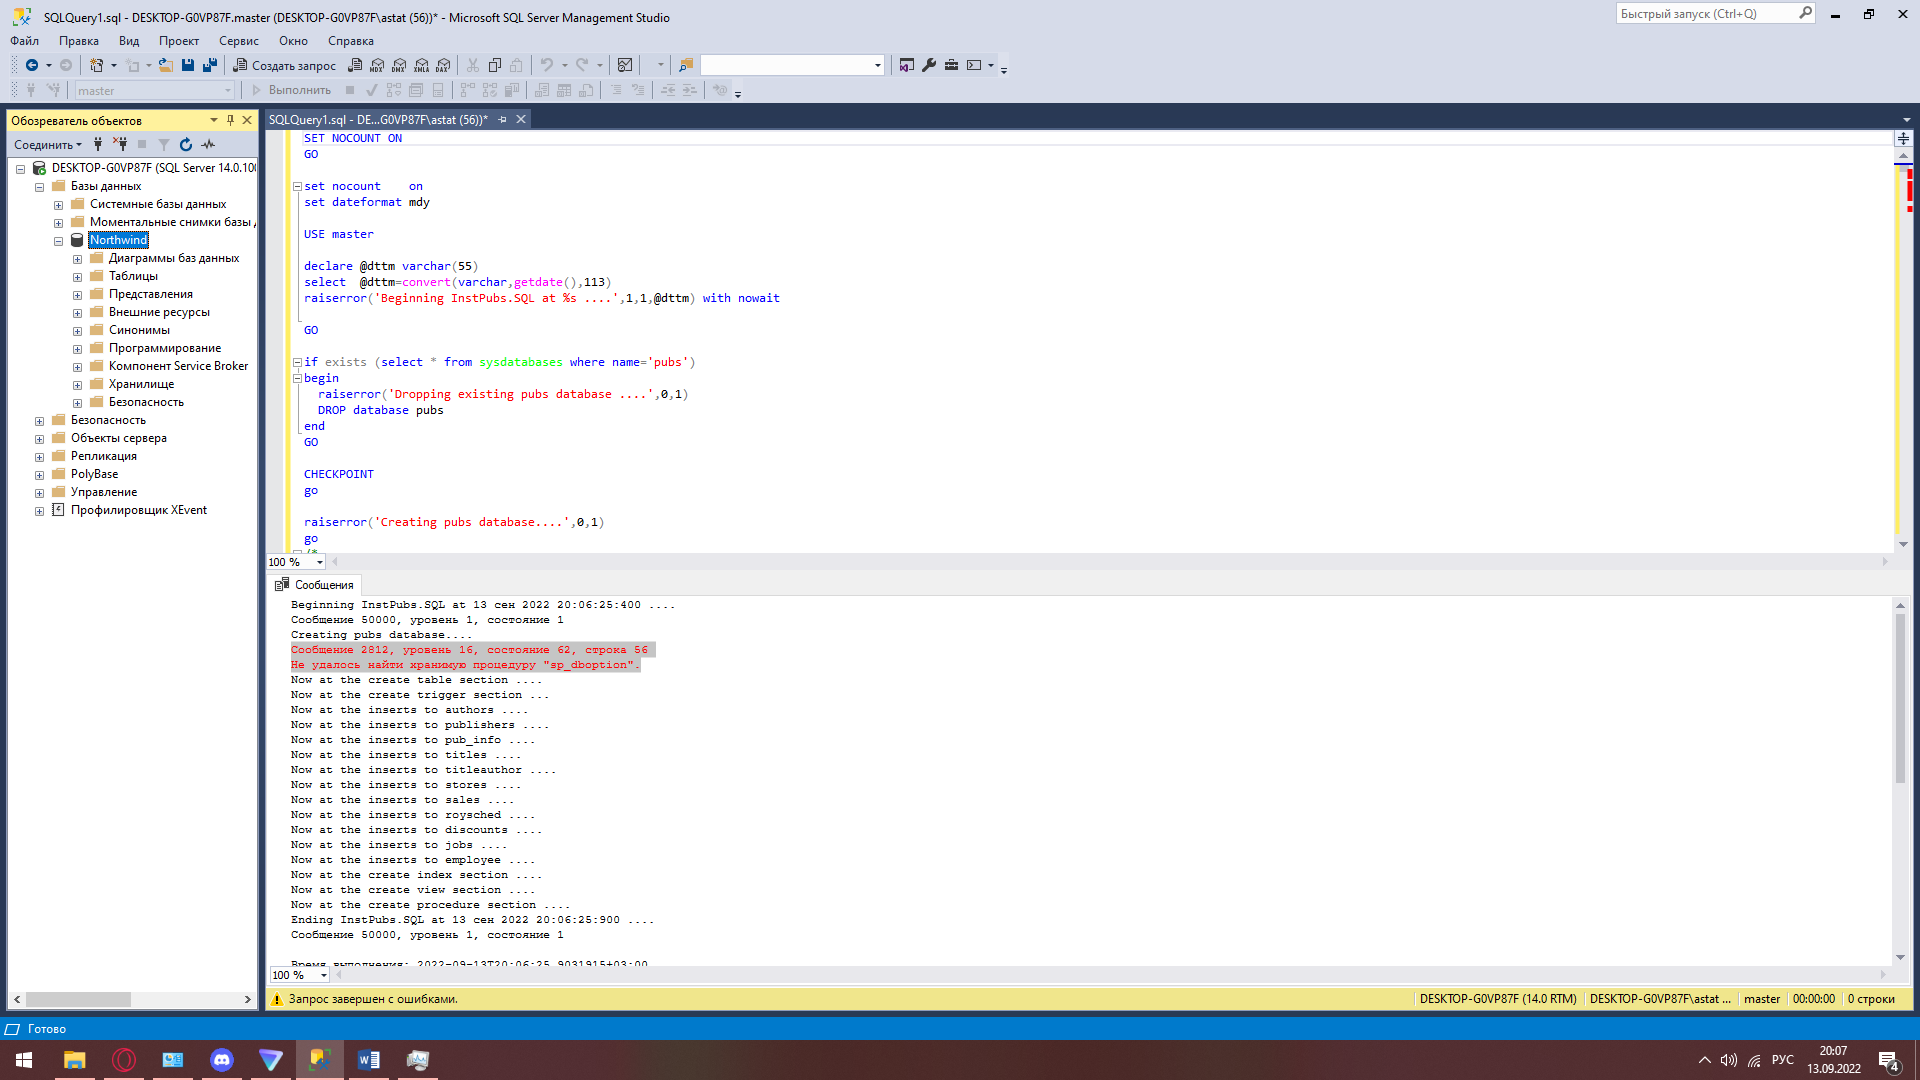 SQLQuery1.sql - DESKTOP-G0VP87F.master (DESKTOP-G0VP87F\astat (56))* - Microsoft SQL Server Management Studio
Быстрый запуск (Ctrl+Q)
Файл Правка Вид Проект Сервис Окно Справка
Создать запрос MDX DMX XMLA DAX
master Выполнить
Обозреватель объектов
Соединить
DESKTOP-G0VP87F (SQL Server 14.0.100
Базы данных
Системные базы данных
Моментальные снимки базы д
Northwind
Диаграммы баз данных
Таблицы
Представления
Внешние ресурсы
Синонимы
Программирование
Компонент Service Broker
Хранилище
Безопасность
Безопасность
Объекты сервера
Репликация
PolyBase
Управление
Профилировщик XEvent
SQLQuery1.sql - DE...G0VP87F\astat (56))*
SET NOCOUNT ON
GO
set nocount    on
set dateformat mdy
USE master
declare @dttm varchar(55)
select  @dttm=convert(varchar,getdate(),113)
raiserror('Beginning InstPubs.SQL at %s ....',1,1,@dttm) with nowait
GO
if exists (select * from sysdatabases where name='pubs')
begin
  raiserror('Dropping existing pubs database ....',0,1)
  DROP database pubs
end
GO
CHECKPOINT
go
raiserror('Creating pubs database....',0,1)
go
/*
100 %
Сообщения
Beginning InstPubs.SQL at 13 сен 2022 20:06:25:400 ....
Сообщение 50000, уровень 1, состояние 1
Creating pubs database....
Сообщение 2812, уровень 16, состояние 62, строка 56
Не удалось найти хранимую процедуру "sp_dboption".
Now at the create table section ....
Now at the create trigger section ...
Now at the inserts to authors ....
Now at the inserts to publishers ....
Now at the inserts to pub_info ....
Now at the inserts to titles ....
Now at the inserts to titleauthor ....
Now at the inserts to stores ....
Now at the inserts to sales ....
Now at the inserts to roysched ....
Now at the inserts to discounts ....
Now at the inserts to jobs ....
Now at the inserts to employee ....
Now at the create index section ....
Now at the create view section ....
Now at the create procedure section ....
Ending InstPubs.SQL at 13 сен 2022 20:06:25:900 ....
Сообщение 50000, уровень 1, состояние 1
Время выполнения: 2022-09-13T20:06:25.9031915+03:00
100 %
Запрос завершен с ошибками.
DESKTOP-G0VP87F (14.0 RTM) DESKTOP-G0VP87F\astat ... master 00:00:00 0 строки
Готово
РУС
20:07
13.09.2022
4